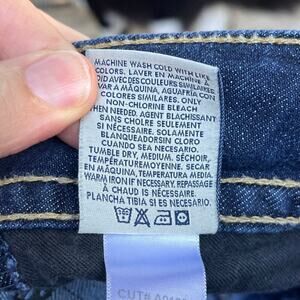 MACHINE WASH COLD WITH LIKE
COLORS. LAVER EN MACHINE À
FROID AVEC DES COULEURS SIMILAIRES
LAVAR A MÁQUINA, AGUA FRÍA CON
COLORES SIMILARES. ONLY
NON-CHLORINE BLEACH
WHEN NEEDED. AGENT BLACHISSANT
SANS CHLORE SEULEMENT
SI NÉCESSAIRE. SOLAMENTE
BLANQUEADORSIN CLORO
CUANDO SEA NECESARIO.
TUMBLE DRY, MEDIUM. SÉCHOIR,
TEMPÉRATURE MOYENNE. SECAR
EN MÁQUINA, TEMPERATURA MEDIA.
WARM IRON IF NECESSARY. REPASSAGE
À CHAUD SI NÉCESSAIRE.
PLANCHA TIBIA SI ES NECESARIO.
CUT#